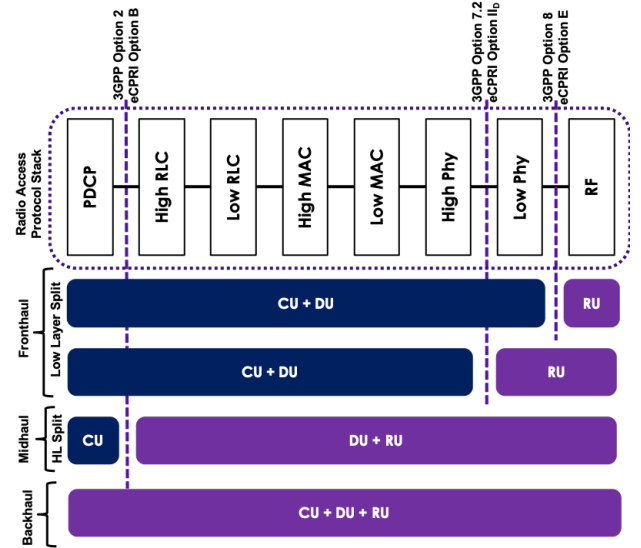 3GPP Option 2
eCPRI Option B
3GPP Option 7.2
eCPRI Option II_D
3GPP Option 8
eCPRI Option E
Radio Access
Protocol Stack
PDCP
High RLC
Low RLC
High MAC
Low MAC
High Phy
Low Phy
RF
Fronthaul
Low Layer Split
CU + DU
RU
CU + DU
RU
Midhaul
HL Split
CU
DU + RU
Backhaul
CU + DU + RU